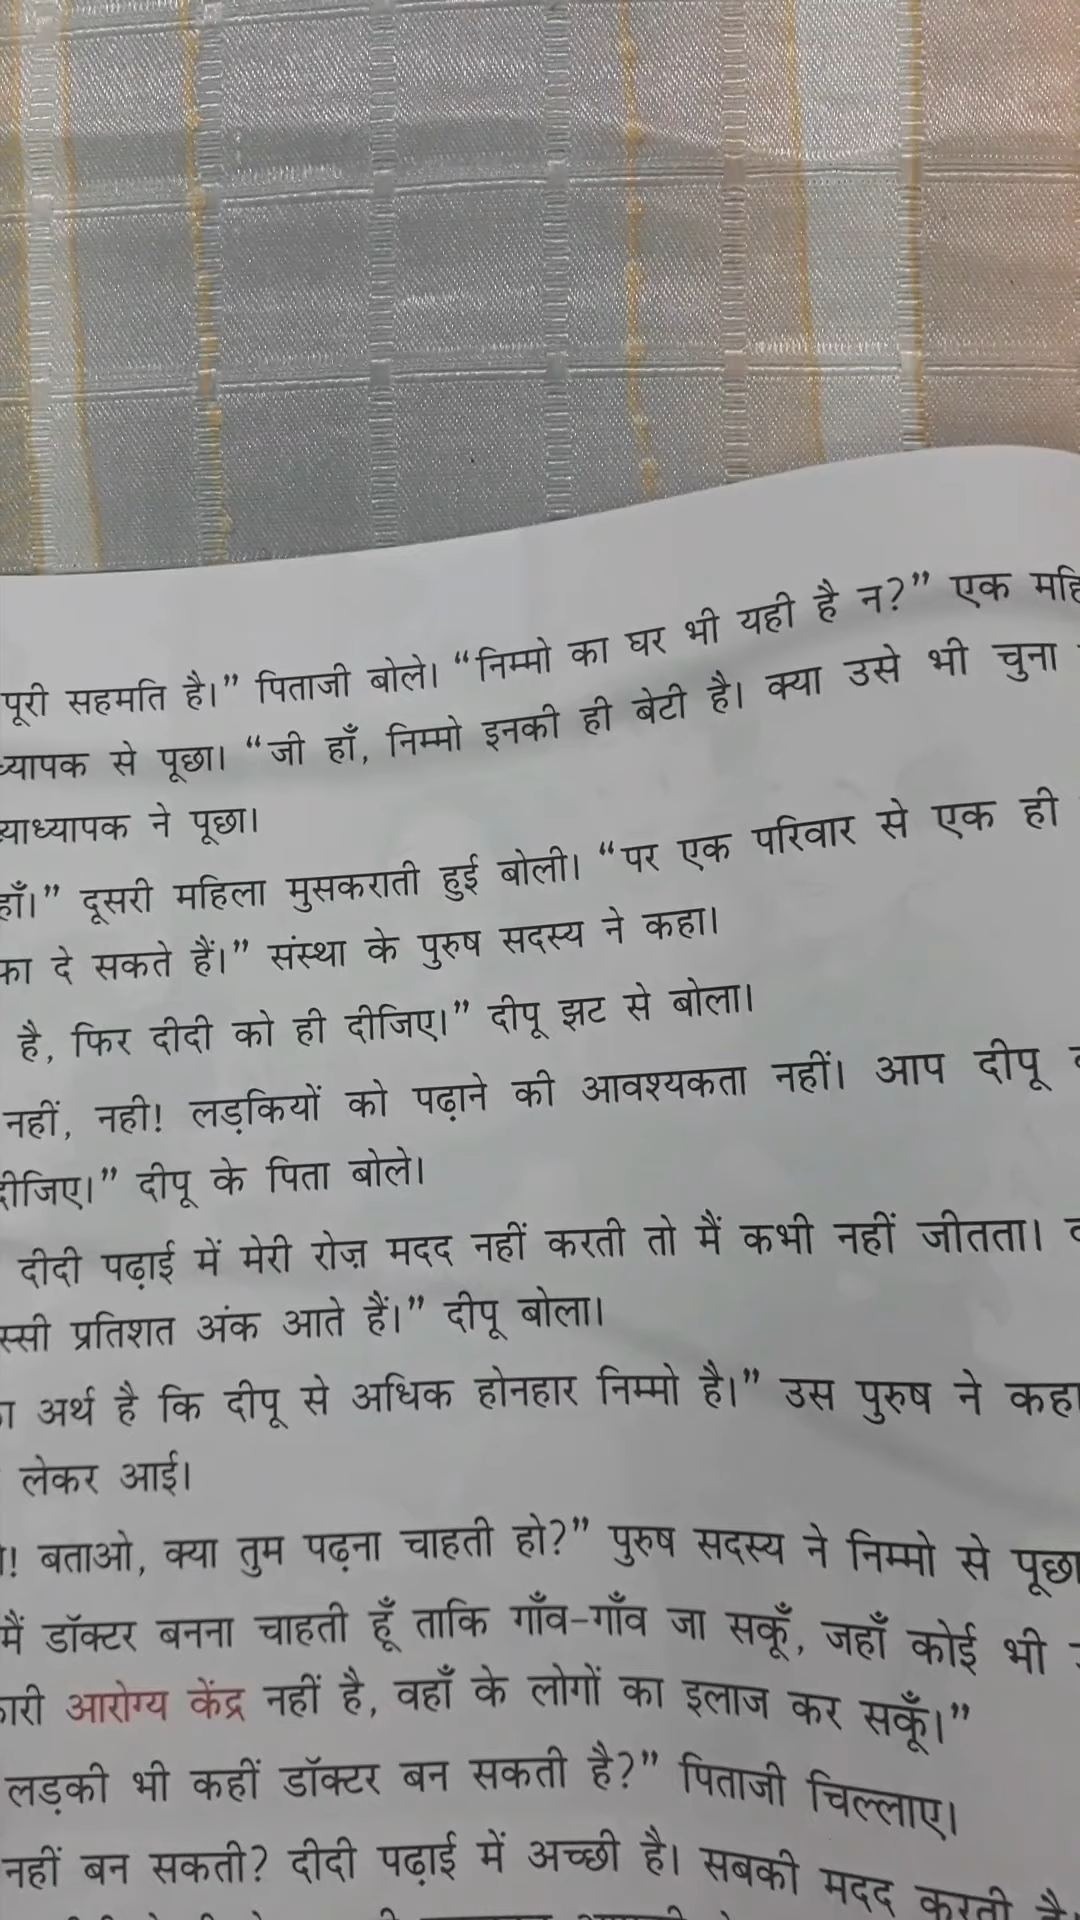 पूरी सहमति है।” पिताजी बोले। “निम्मो का घर भी यही है न?” एक
से पूछा। “जी हाँ, निम्मो इनकी ही बेटी है। क्या उसे भी चुना
ने पूछा।
दूसरी महिला मुसकराती हुई बोली। “पर एक परिवार से एक ही
दे सकते हैं।” संस्था के पुरुष सदस्य ने कहा।
है, फिर दीदी को ही दीजिए।” दीपू झट से बोला।
नहीं, नही! लड़कियों को पढ़ाने की आवश्यकता नहीं। आप दीपू
दीपू के पिता बोले।
दीदी पढ़ाई में मेरी रोज़ मदद नहीं करती तो मैं कभी नहीं जीतता।
प्रतिशत अंक आते हैं।” दीपू बोला।
अर्थ है कि दीपू से अधिक होनहार निम्मो है।” उस पुरुष ने कहा
लेकर आई।
बताओ, क्या तुम पढ़ना चाहती हो?” पुरुष सदस्य ने निम्मो से पूछा
मैं डॉक्टर बनना चाहती हूँ ताकि गाँव-गाँव जा सकूँ, जहाँ कोई भी
आरोग्य केंद्र नहीं है, वहाँ के लोगों का इलाज कर सकूँ।”
लड़की भी कहीं डॉक्टर बन सकती है?” पिताजी चिल्लाए।
नहीं बन सकती? दीदी पढ़ाई में अच्छी है। सबकी मदद करती है।